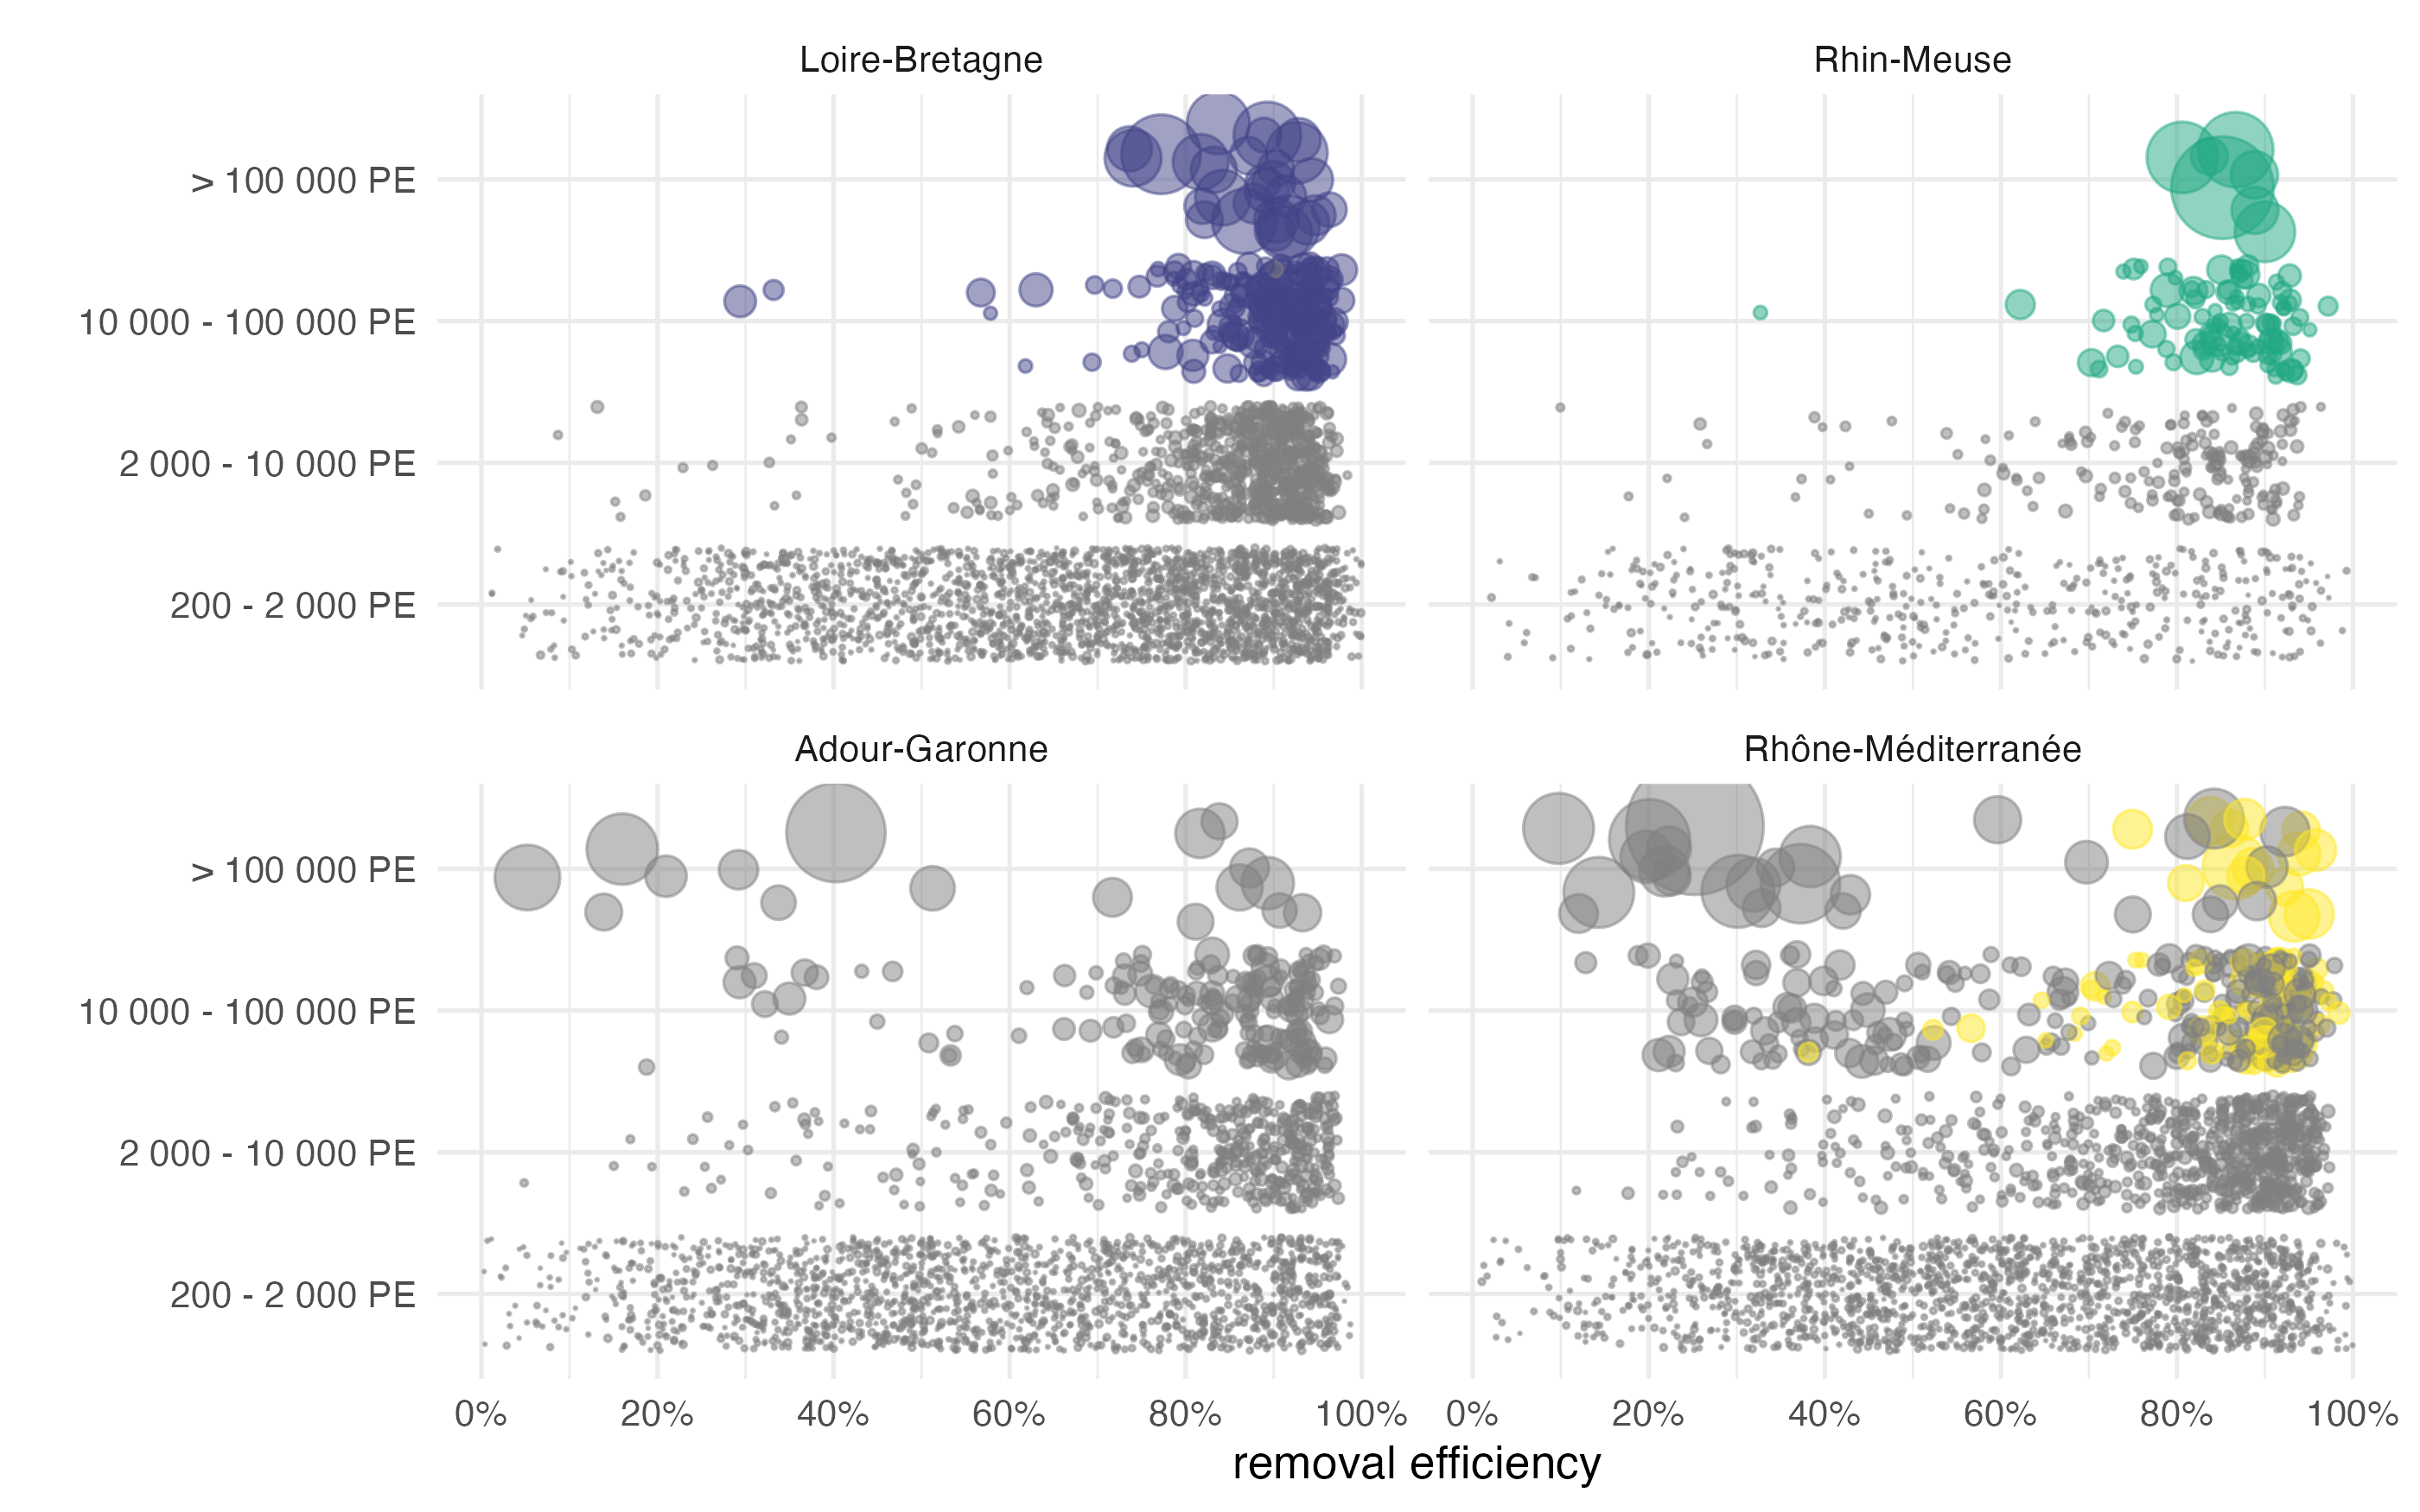 Loire-Bretagne
Rhin-Meuse
> 100 000 PE
10 000 - 100 000 PE
2 000 - 10 000 PE
200 - 2 000 PE
Adour-Garonne
Rhône-Méditerranée
> 100 000 PE
10 000 - 100 000 PE
2 000 - 10 000 PE
200 - 2 000 PE
0% 20% 40% 60% 80% 100% 0% 20% 40% 60% 80% 100%
removal efficiency